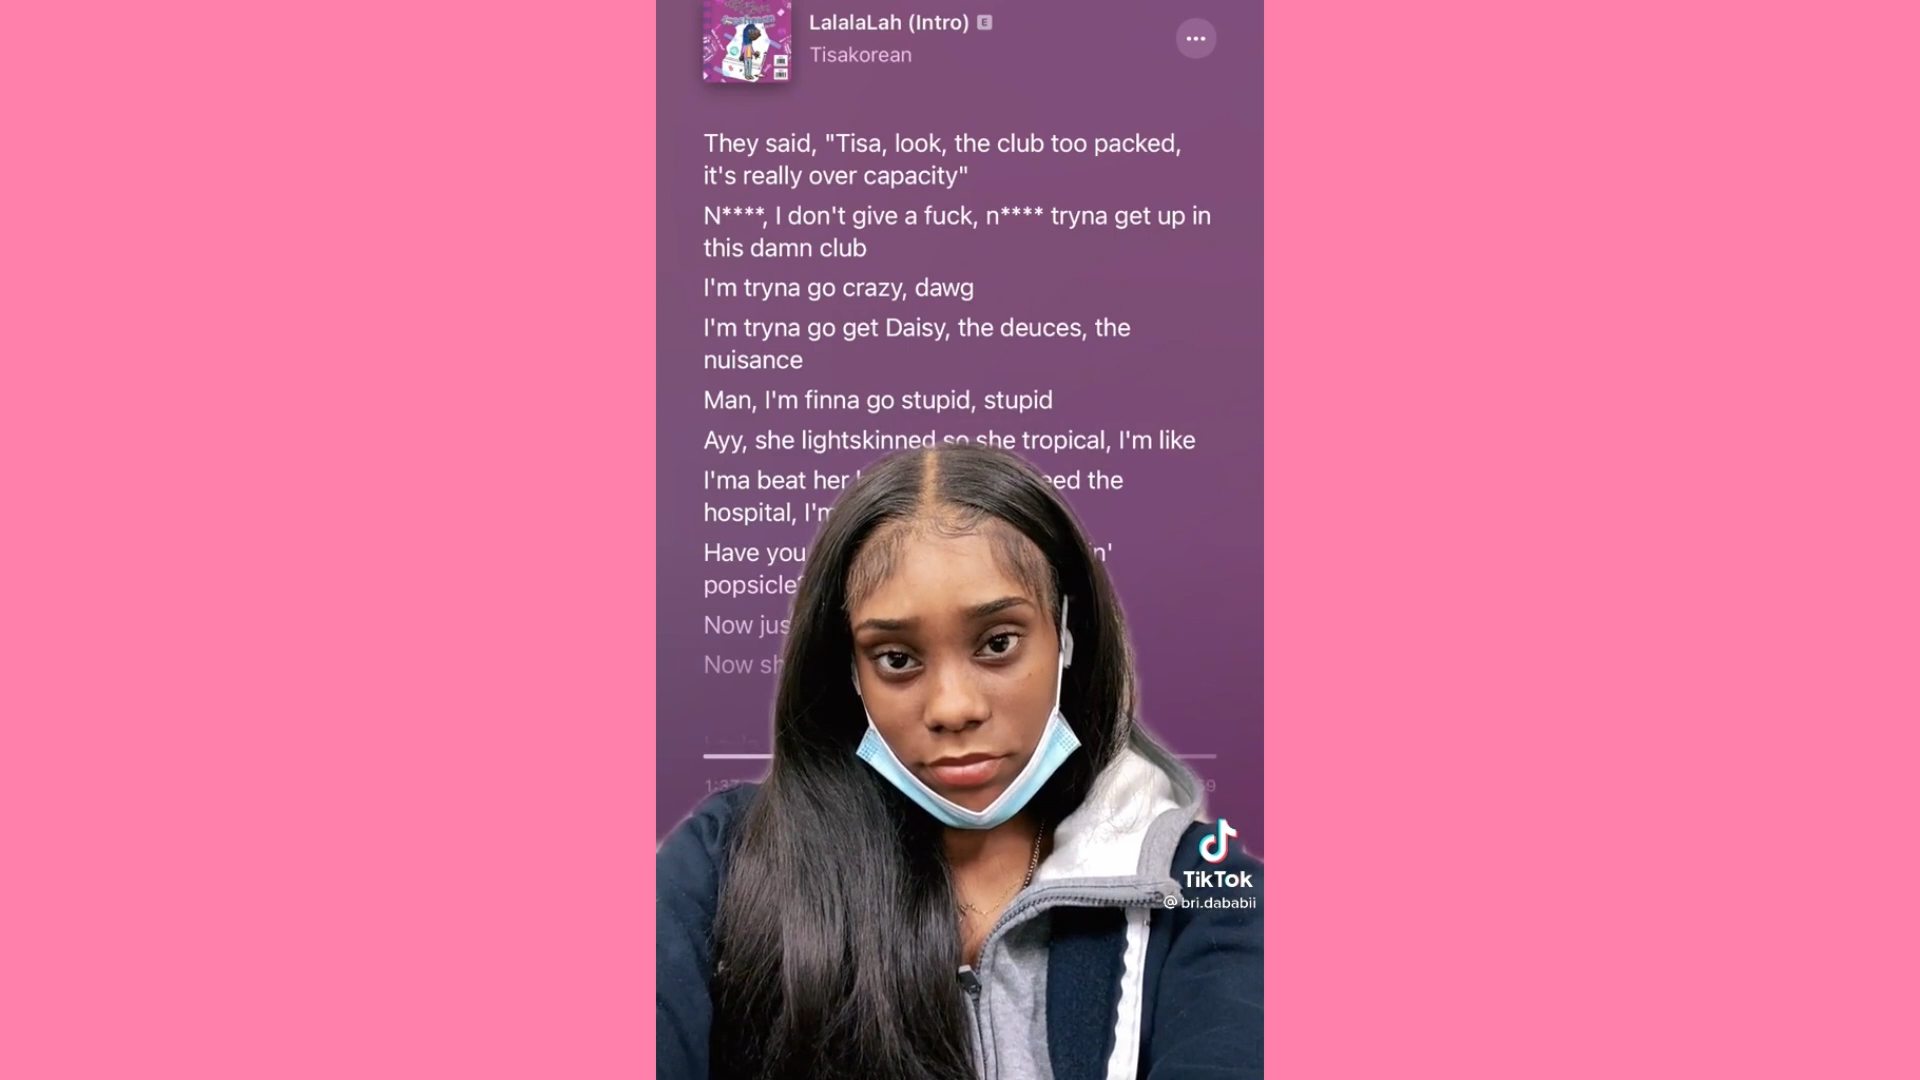 LalalaLah (Intro) E
Tisakorean
They said, "Tisa, look, the club too packed,
it's really over capacity"
N****, I don't give a fuck, n**** tryna get up in
this damn club
I'm tryna go crazy, dawg
I'm tryna go get Daisy, the deuces, the
nuisance
Man, I'm finna go stupid, stupid
Ayy, she lightskinned so she tropical, I'm like
I'ma beat her the
hospital,
Have you
popsicle?
Now
Now
TikTok
@bri.dababii